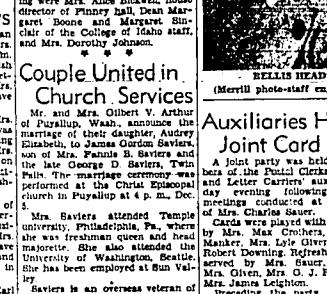 ing were Mrs. Alice
director of Finney hall, Dean Mar-
garet Boone and Margaret Sin-
clair of the College of Idaho staff,
and Mrs. Dorothy Johnson.
Couple United in
Church Services
Mr. and Mrs. Gilbert V. Arthur
of Puyallup, Wash., announce the
marriage of their daughter, Audrey
Elizabeth, to James Gordon Saviers,
son of Mrs. Fannie B. Saviers and
the late George D. Saviers, Twin
Falls. The marriage ceremony was
performed at the Christ Episcopal
church in Puyallup at 4 p. m., Dec.
Mrs. Saviers attended Temple
university, Philadelphia, Pa., where
she was freshman queen and head
majorette. She also attended the
University of Washington, Seattle.
She has been employed at Sun Val-
ley.
Saviers is an overseas veteran of
BELLIS HEAD
(Merrill photo-staff en
Auxiliaries H
Joint Card
A joint party was held
bers of the Postal Clerks
and Letter Carriers' aux
day evening following
meetings conducted at
of Mrs. Charles Sauer.
Cards were played with
by Mrs. Max Crothers,
Manker, Mrs. Lyle Given
Robert Downing. Refresh
served by Mrs. Sauer,
Mrs. Given, Mrs. G. J. F
Mrs. James Leighton.
Preceding the party